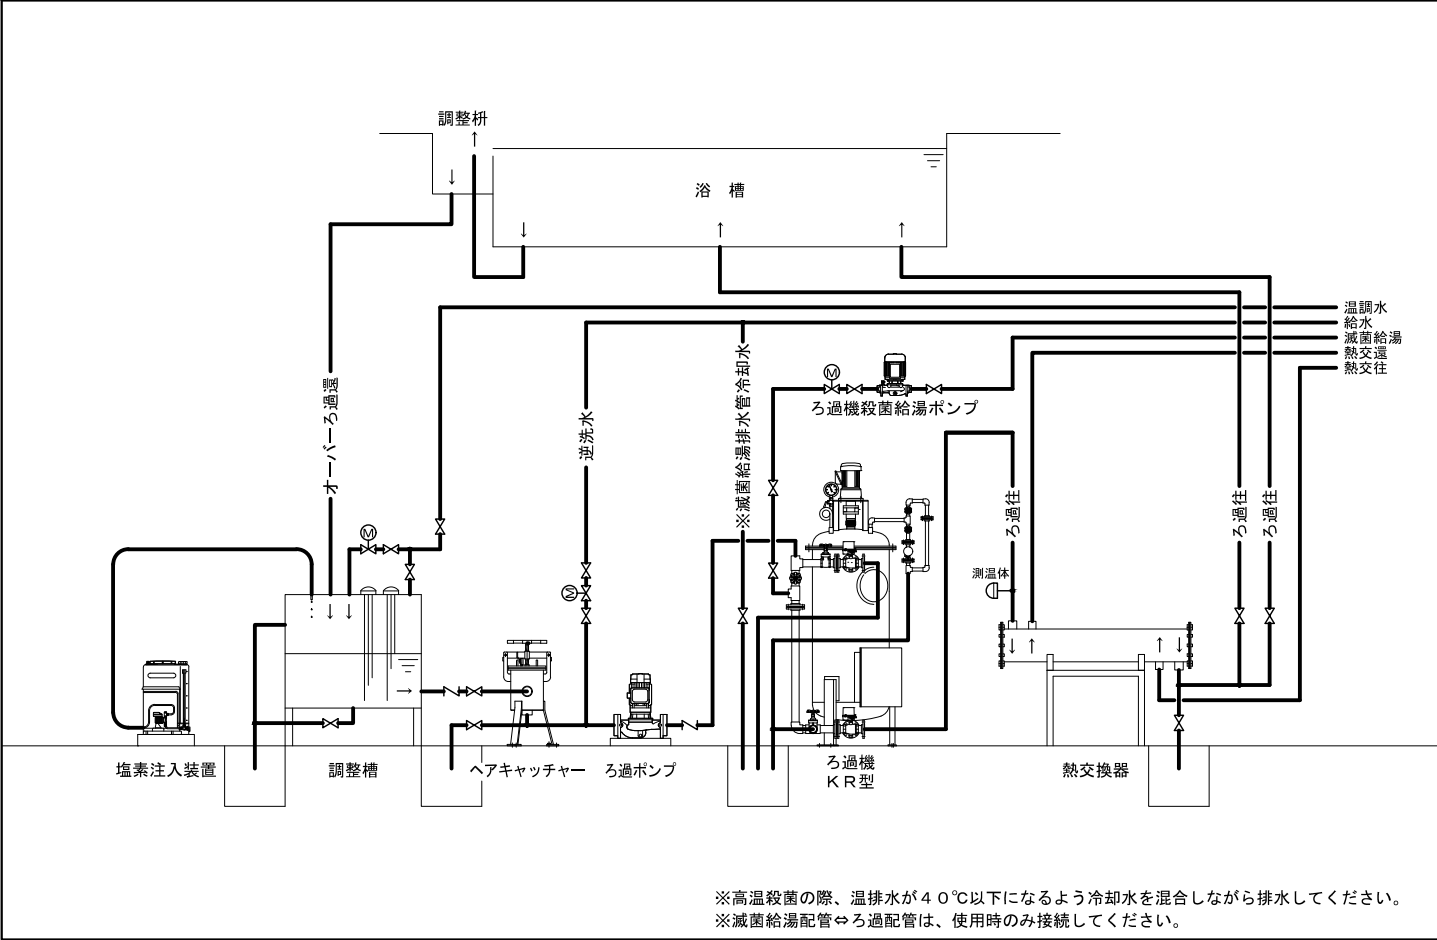 調整枡
浴 槽
温調水
給水
滅菌給湯
熱交還
熱交往
オーバーろ過還
逆洗水
※滅菌給湯排水管冷却水
M
ろ過機殺菌給湯ポンプ
ろ過往
ろ過往
ろ過往
M
M
測温体
塩素注入装置
調整槽
ヘアキャッチャー
ろ過ポンプ
ろ過機
KR型
熱交換器
※高温殺菌の際、温排水が40℃以下になるよう冷却水を混合しながら排水してください。
※滅菌給湯配管⇔ろ過配管は、使用時のみ接続してください。